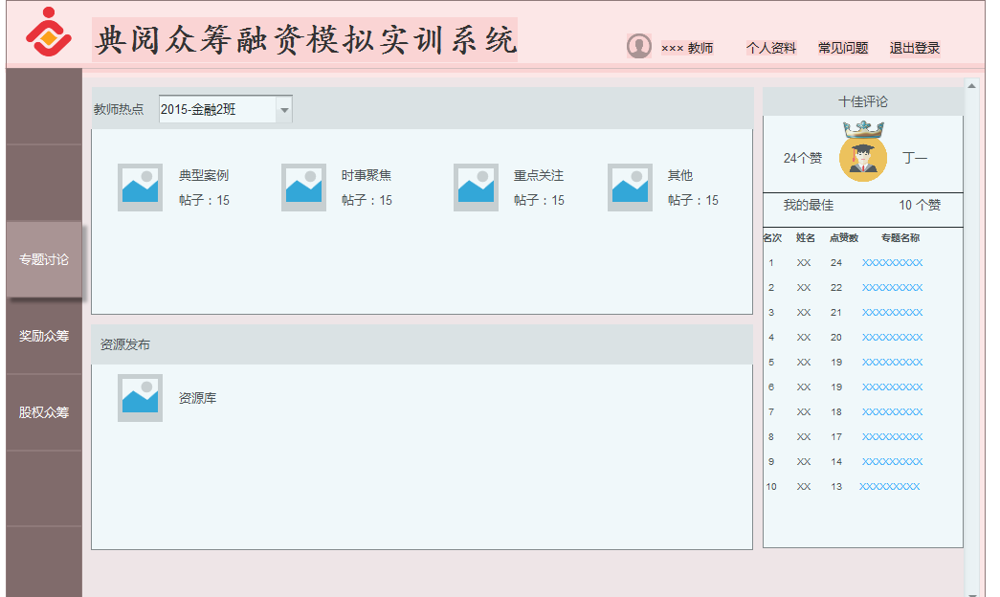 典阅众筹融资模拟实训系统
××× 教师 个人资料 常见问题 退出登录
专题讨论
奖励众筹
股权众筹
教师热点 2015-金融2班
典型案例 时事聚焦 重点关注 其他
帖子：15 帖子：15 帖子：15 帖子：15
资源发布
资源库
十佳评论
24个赞 丁一
我的最佳 10 个赞
名次 姓名 点赞数 专题名称
1 XX 24 XXXXXXXXX
2 XX 22 XXXXXXXXX
3 XX 21 XXXXXXXXX
4 XX 20 XXXXXXXXX
5 XX 19 XXXXXXXXX
6 XX 19 XXXXXXXXX
7 XX 18 XXXXXXXXX
8 XX 17 XXXXXXXXX
9 XX 14 XXXXXXXXX
10 XX 13 XXXXXXXXX